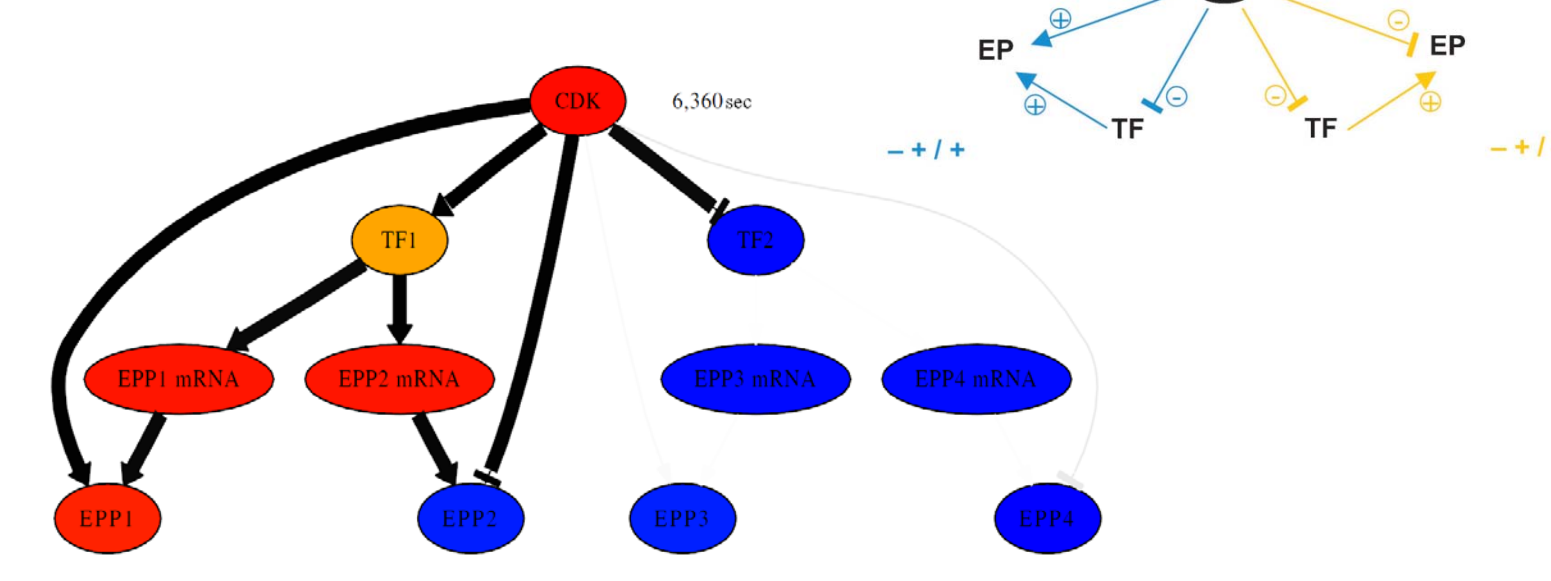 ⊕
⊖
EP
EP
CDK
6,360 sec
⊕
⊖
⊖
⊕
TF
TF
– + / +
– + /
TF1
TF2
EPP1 mRNA
EPP2 mRNA
EPP3 mRNA
EPP4 mRNA
EPP1
EPP2
EPP3
EPP4